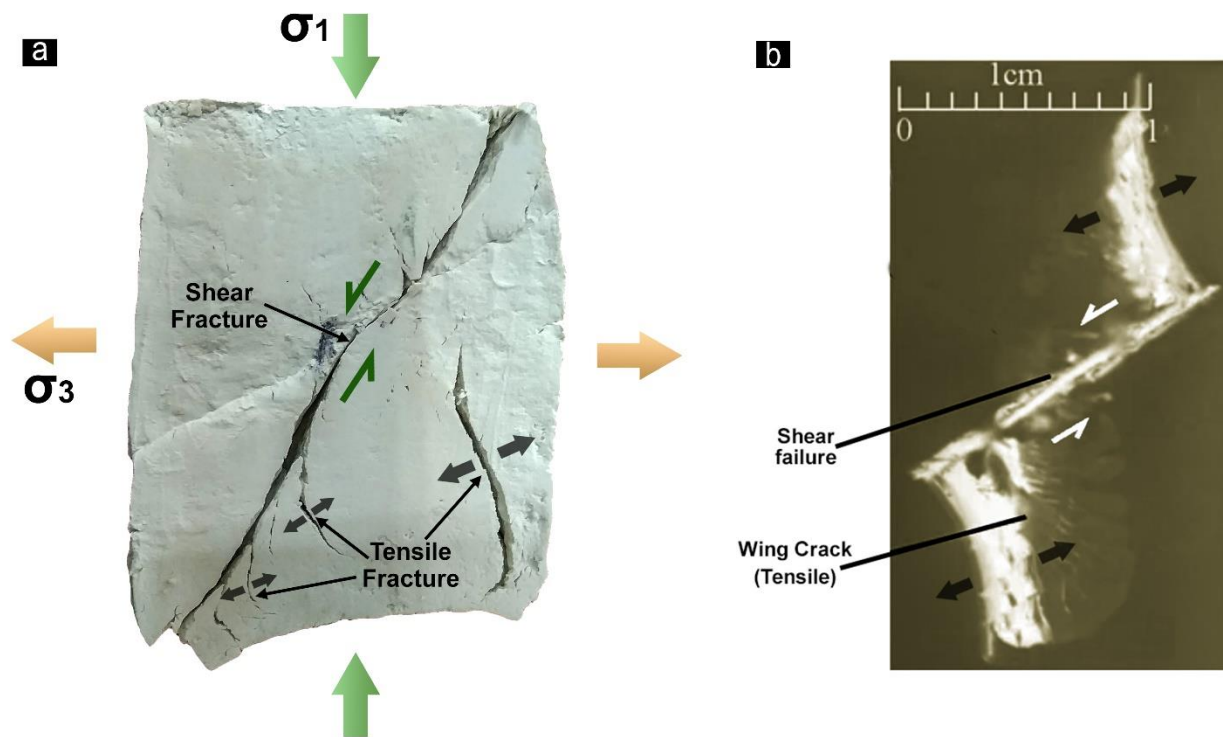 a
σ1
σ3
Shear
Fracture
Tensile
Fracture
b
1cm
0
1
Shear
failure
Wing Crack
(Tensile)